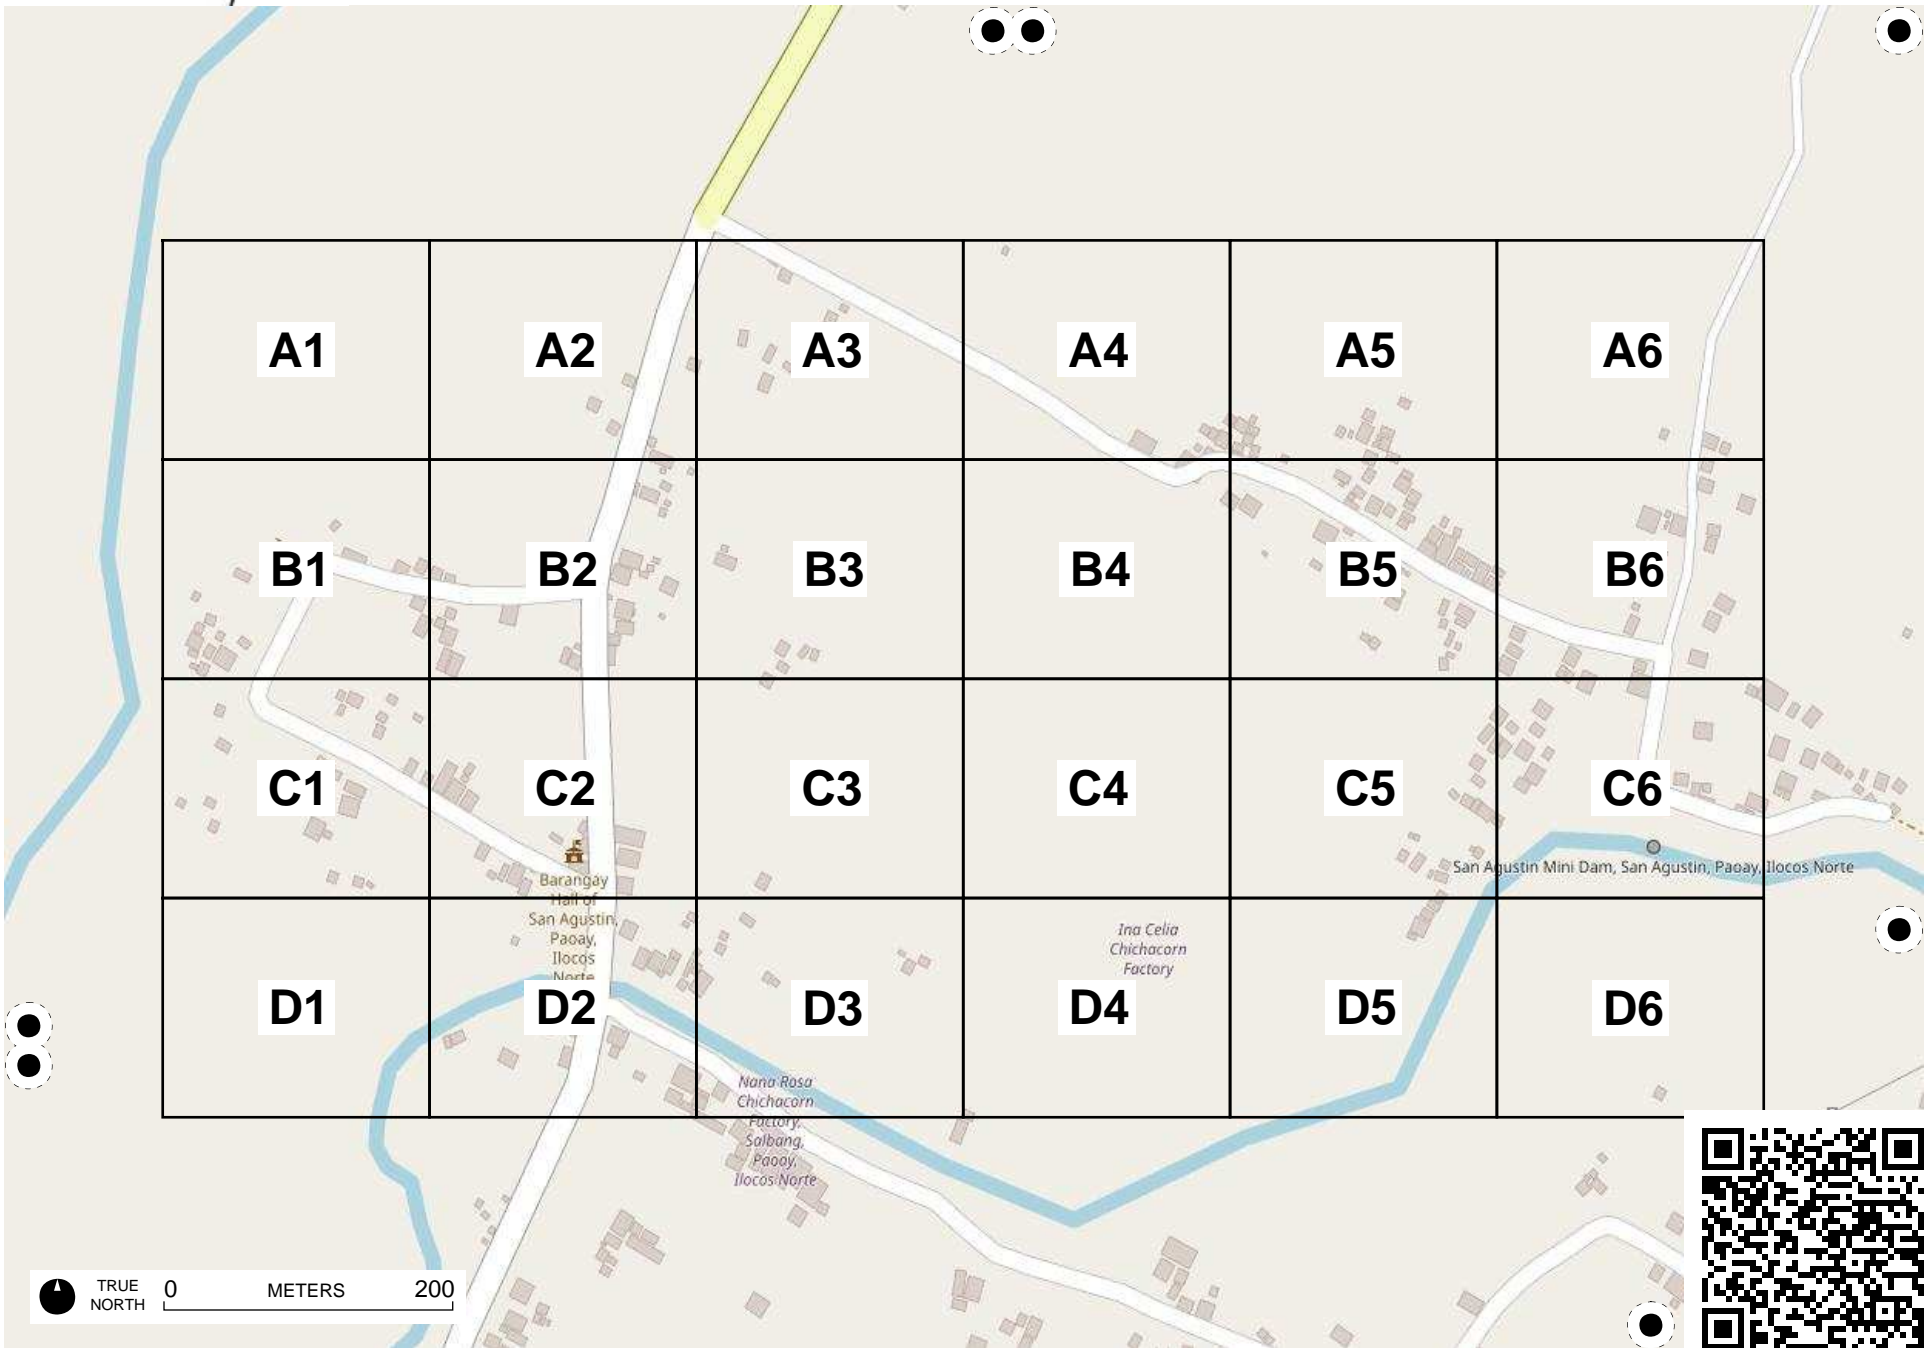 A1
A2
A3
A4
A5
A6
B1
B2
B3
B4
B5
B6
C1
C2
C3
C4
C5
C6
Barangay
Hall of
San Agustin,
Paoay,
Ilocos
Norte
San Agustin Mini Dam, San Agustin, Paoay, Ilocos Norte
Ina Celia
Chichacorn
Factory
D1
D2
D3
D4
D5
D6
Nana Rosa
Chichacorn
Factory,
Salbang,
Paoay,
Ilocos Norte
TRUE
NORTH
0
METERS
200